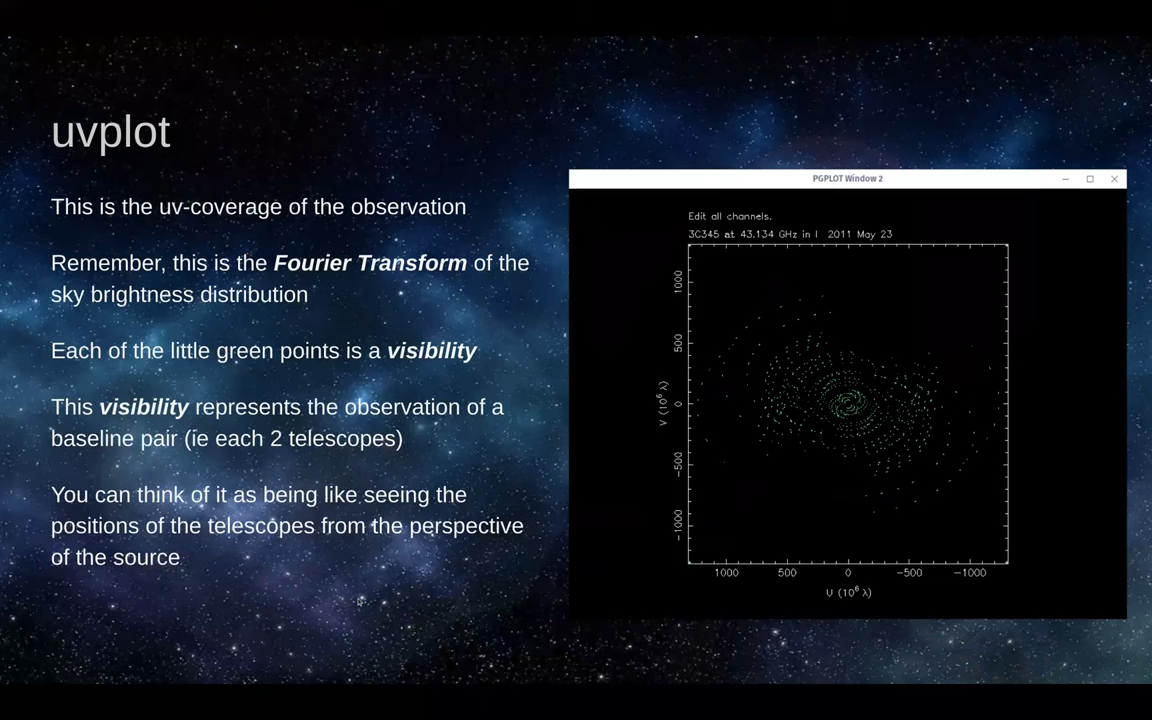 uvplot
This is the uv-coverage of the observation
Remember, this is the Fourier Transform of the
sky brightness distribution
Each of the little green points is a visibility
This visibility represents the observation of a
baseline pair (ie each 2 telescopes)
You can think of it as being like seeing the
positions of the telescopes from the perspective
of the source
PGPLOT Window 2
Edit all channels.
3C345 at 43.134 GHz in I 2011 May 23
1000
500
0
−500
−1000
V (10⁶ λ)
1000 500 0 −500 −1000
U (10⁶ λ)